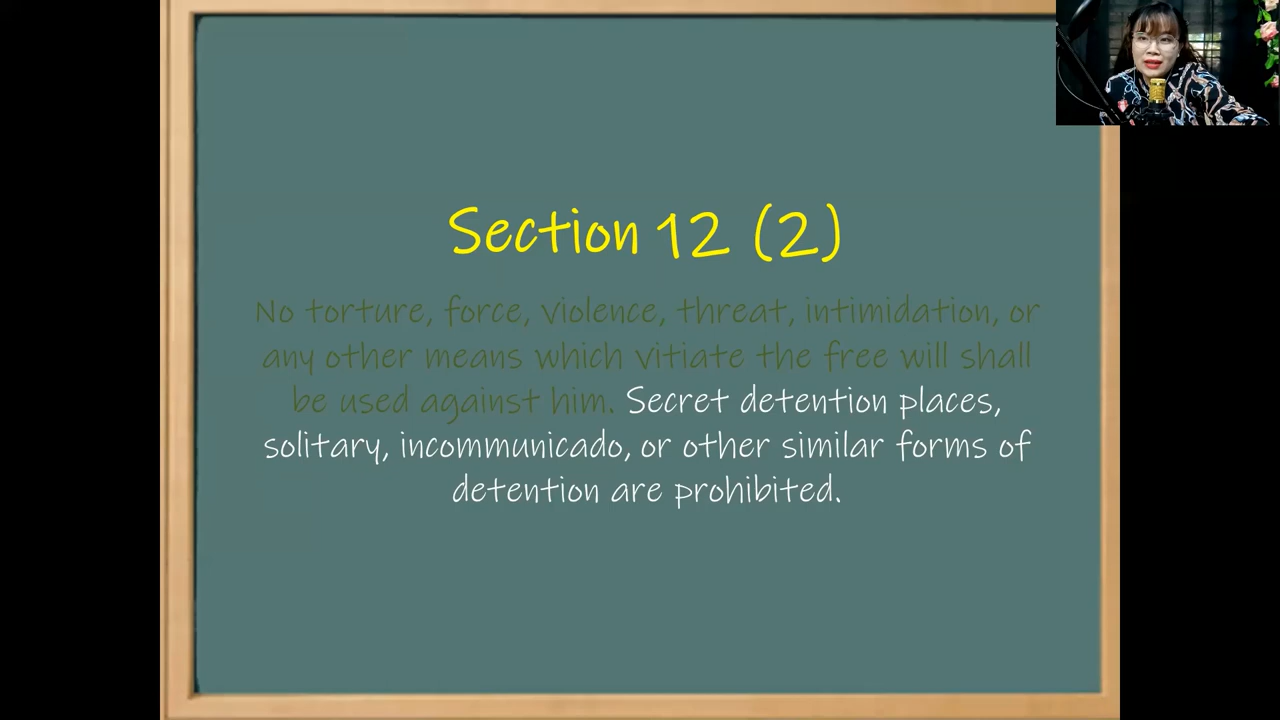 Section 12 (2)
No torture, force, violence, threat, intimidation, or
any other means which vitiate the free will shall
be used against him. Secret detention places,
solitary, incommunicado, or other similar forms of
detention are prohibited.